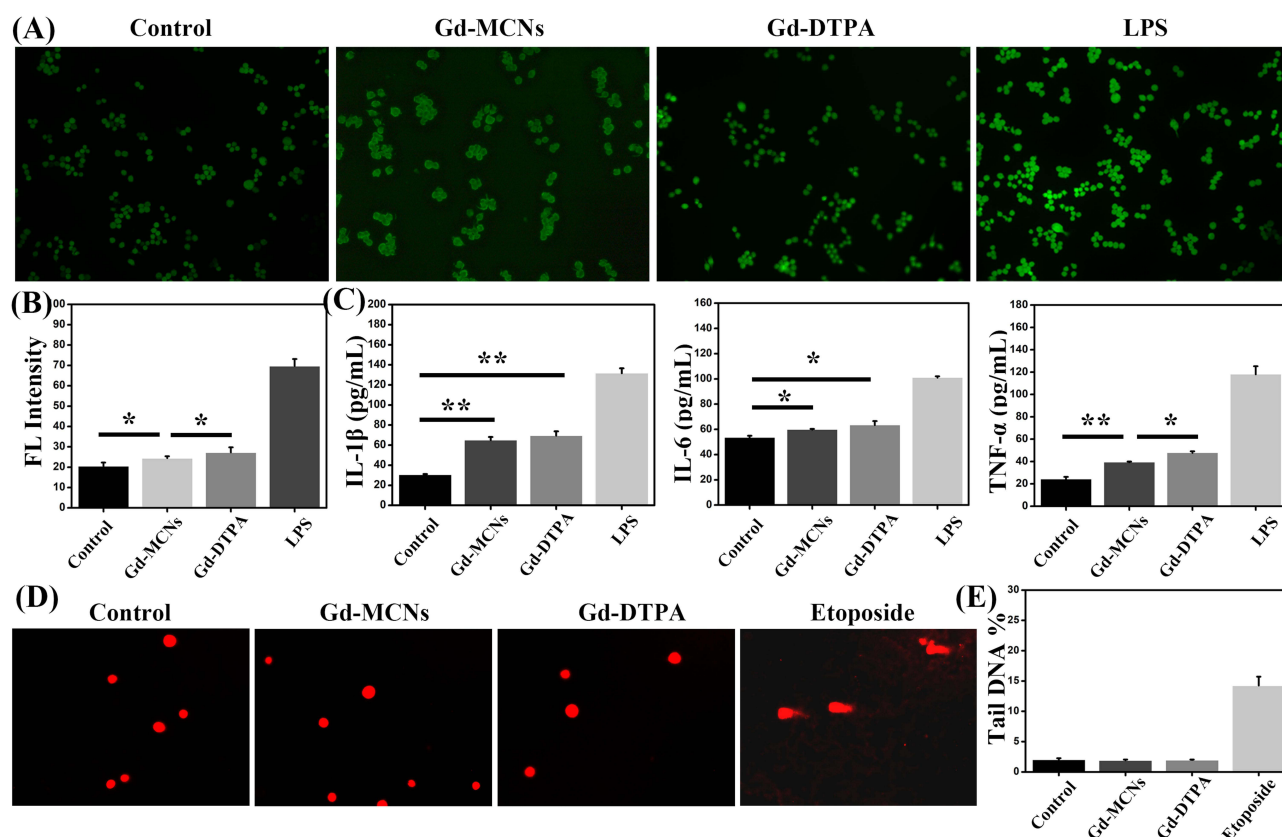 (A)
Control
Gd-MCNs
Gd-DTPA
LPS
(B)
FL Intensity
100
90
80
70
60
50
40
30
20
10
0
Control
Gd-MCNs
Gd-DTPA
LPS
*
*
(C)
IL-1β (pg/mL)
200
180
160
140
120
100
80
60
40
20
0
Control
Gd-MCNs
Gd-DTPA
LPS
**
**
IL-6 (pg/mL)
160
140
120
100
80
60
40
20
0
Control
Gd-MCNs
Gd-DTPA
LPS
*
*
TNF-α (pg/mL)
180
160
140
120
100
80
60
40
20
0
Control
Gd-MCNs
Gd-DTPA
LPS
**
*
(D)
Control
Gd-MCNs
Gd-DTPA
Etoposide
(E)
Tail DNA %
30
25
20
15
10
5
0
Control
Gd-MCNs
Gd-DTPA
Etoposide